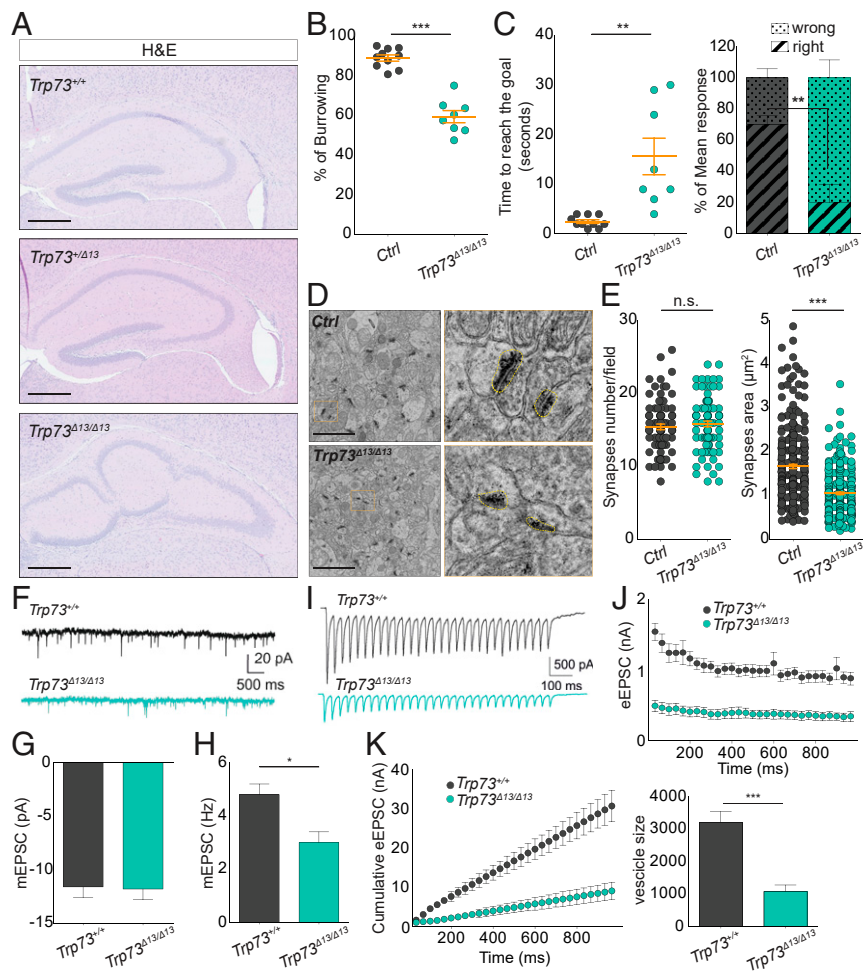 A
H&E
Trp73+/+
Trp73+/Δ13
Trp73Δ13/Δ13
B
***
% of Burrowing
100
80
60
40
20
0
Ctrl
Trp73Δ13/Δ13
C
**
Time to reach the goal
(seconds)
40
30
20
10
0
Ctrl
Trp73Δ13/Δ13
wrong
right
**
% of Mean response
120
100
80
60
40
20
0
Ctrl
Trp73Δ13/Δ13
D
Ctrl
Trp73Δ13/Δ13
E
n.s.
Synapses number/field
30
20
10
0
Ctrl
Trp73Δ13/Δ13
***
Synapses area (μm2)
5
4
3
2
1
0
Ctrl
Trp73Δ13/Δ13
F
Trp73+/+
20 pA
500 ms
Trp73Δ13/Δ13
I
Trp73+/+
500 pA
100 ms
Trp73Δ13/Δ13
J
Trp73+/+
Trp73Δ13/Δ13
eEPSC (nA)
2
1
0
200
400
600
800
Time (ms)
G
mEPSC (pA)
0
-5
-10
-15
Trp73+/+
Trp73Δ13/Δ13
H
*
mEPSC (Hz)
6
4
2
0
Trp73+/+
Trp73Δ13/Δ13
K
Trp73+/+
Trp73Δ13/Δ13
Cumulative eEPSC (nA)
40
30
20
10
0
200
400
600
800
Time (ms)
***
vescicle size
4000
3000
2000
1000
0
Trp73+/+
Trp73Δ13/Δ13